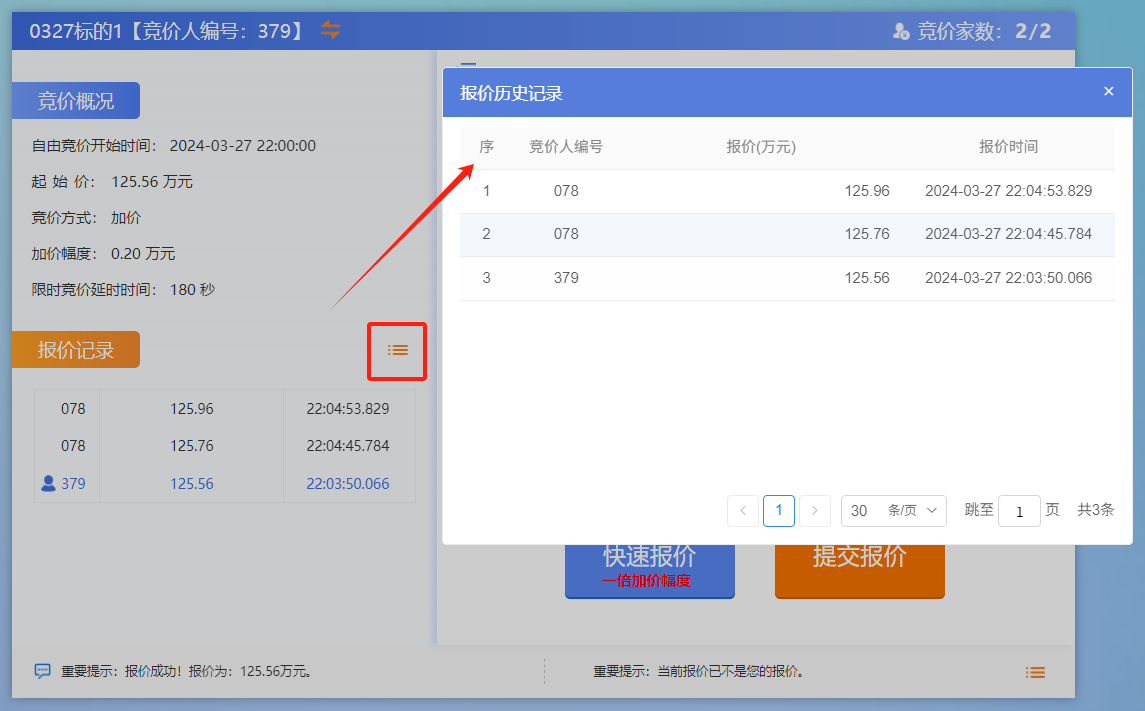 0327标的1【竞价人编号：379】
竞价家数：2/2
竞价概况
自由竞价开始时间： 2024-03-27 22:00:00
起 始 价： 125.56 万元
竞价方式： 加价
加价幅度： 0.20 万元
限时竞价延时时间： 180 秒
报价记录
078 125.96 22:04:53.829
078 125.76 22:04:45.784
379 125.56 22:03:50.066
报价历史记录 ×
序 竞价人编号 报价(万元) 报价时间
1 078 125.96 2024-03-27 22:04:53.829
2 078 125.76 2024-03-27 22:04:45.784
3 379 125.56 2024-03-27 22:03:50.066
< 1 > 30 条/页 跳至 1 页 共3条
快速报价
一倍加价幅度
提交报价
重要提示：报价成功！报价为：125.56万元。
重要提示：当前报价已不是您的报价。